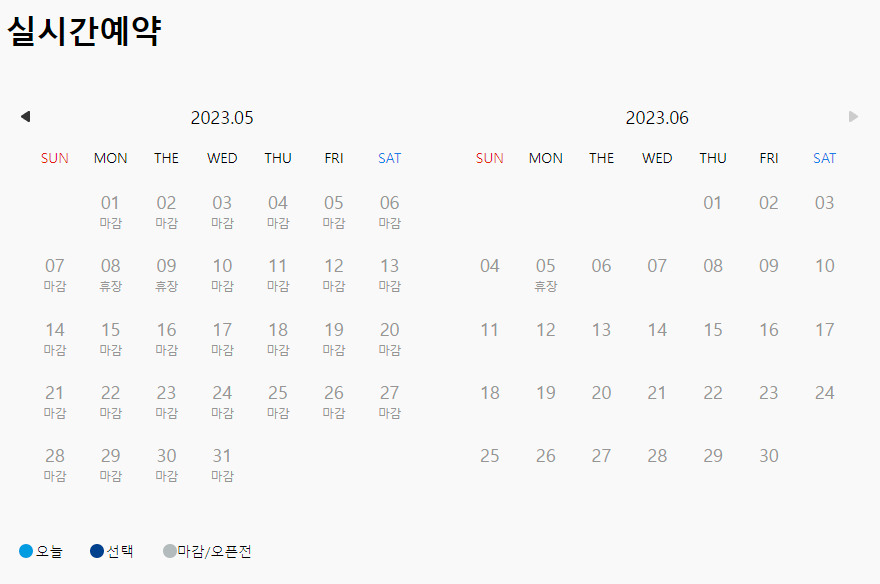 실시간예약
2023.05
SUN MON THE WED THU FRI SAT
01 02 03 04 05 06
마감 마감 마감 마감 마감 마감
07 08 09 10 11 12 13
마감 휴장 휴장 마감 마감 마감 마감
14 15 16 17 18 19 20
마감 마감 마감 마감 마감 마감 마감
21 22 23 24 25 26 27
마감 마감 마감 마감 마감 마감 마감
28 29 30 31
마감 마감 마감 마감
2023.06
SUN MON THE WED THU FRI SAT
01 02 03
04 05 06 07 08 09 10
휴장
11 12 13 14 15 16 17
18 19 20 21 22 23 24
25 26 27 28 29 30
오늘 선택 마감/오픈전